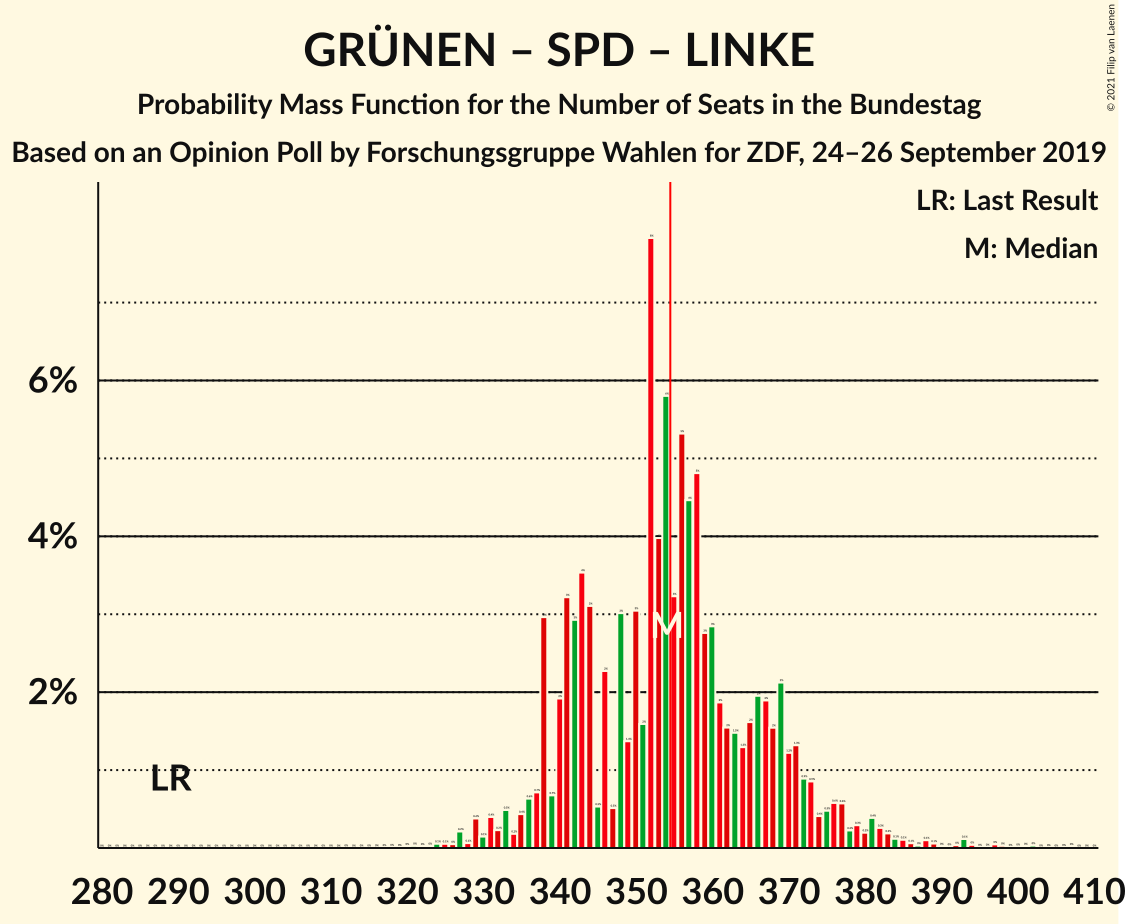 GRÜNEN – SPD – LINKE
Probability Mass Function for the Number of Seats in the Bundestag
Based on an Opinion Poll by Forschungsgruppe Wahlen for ZDF, 24–26 September 2019
© 2021 Filip van Laenen
LR: Last Result
M: Median
6%
4%
2%
LR
M
280 290 300 310 320 330 340 350 360 370 380 390 400 410